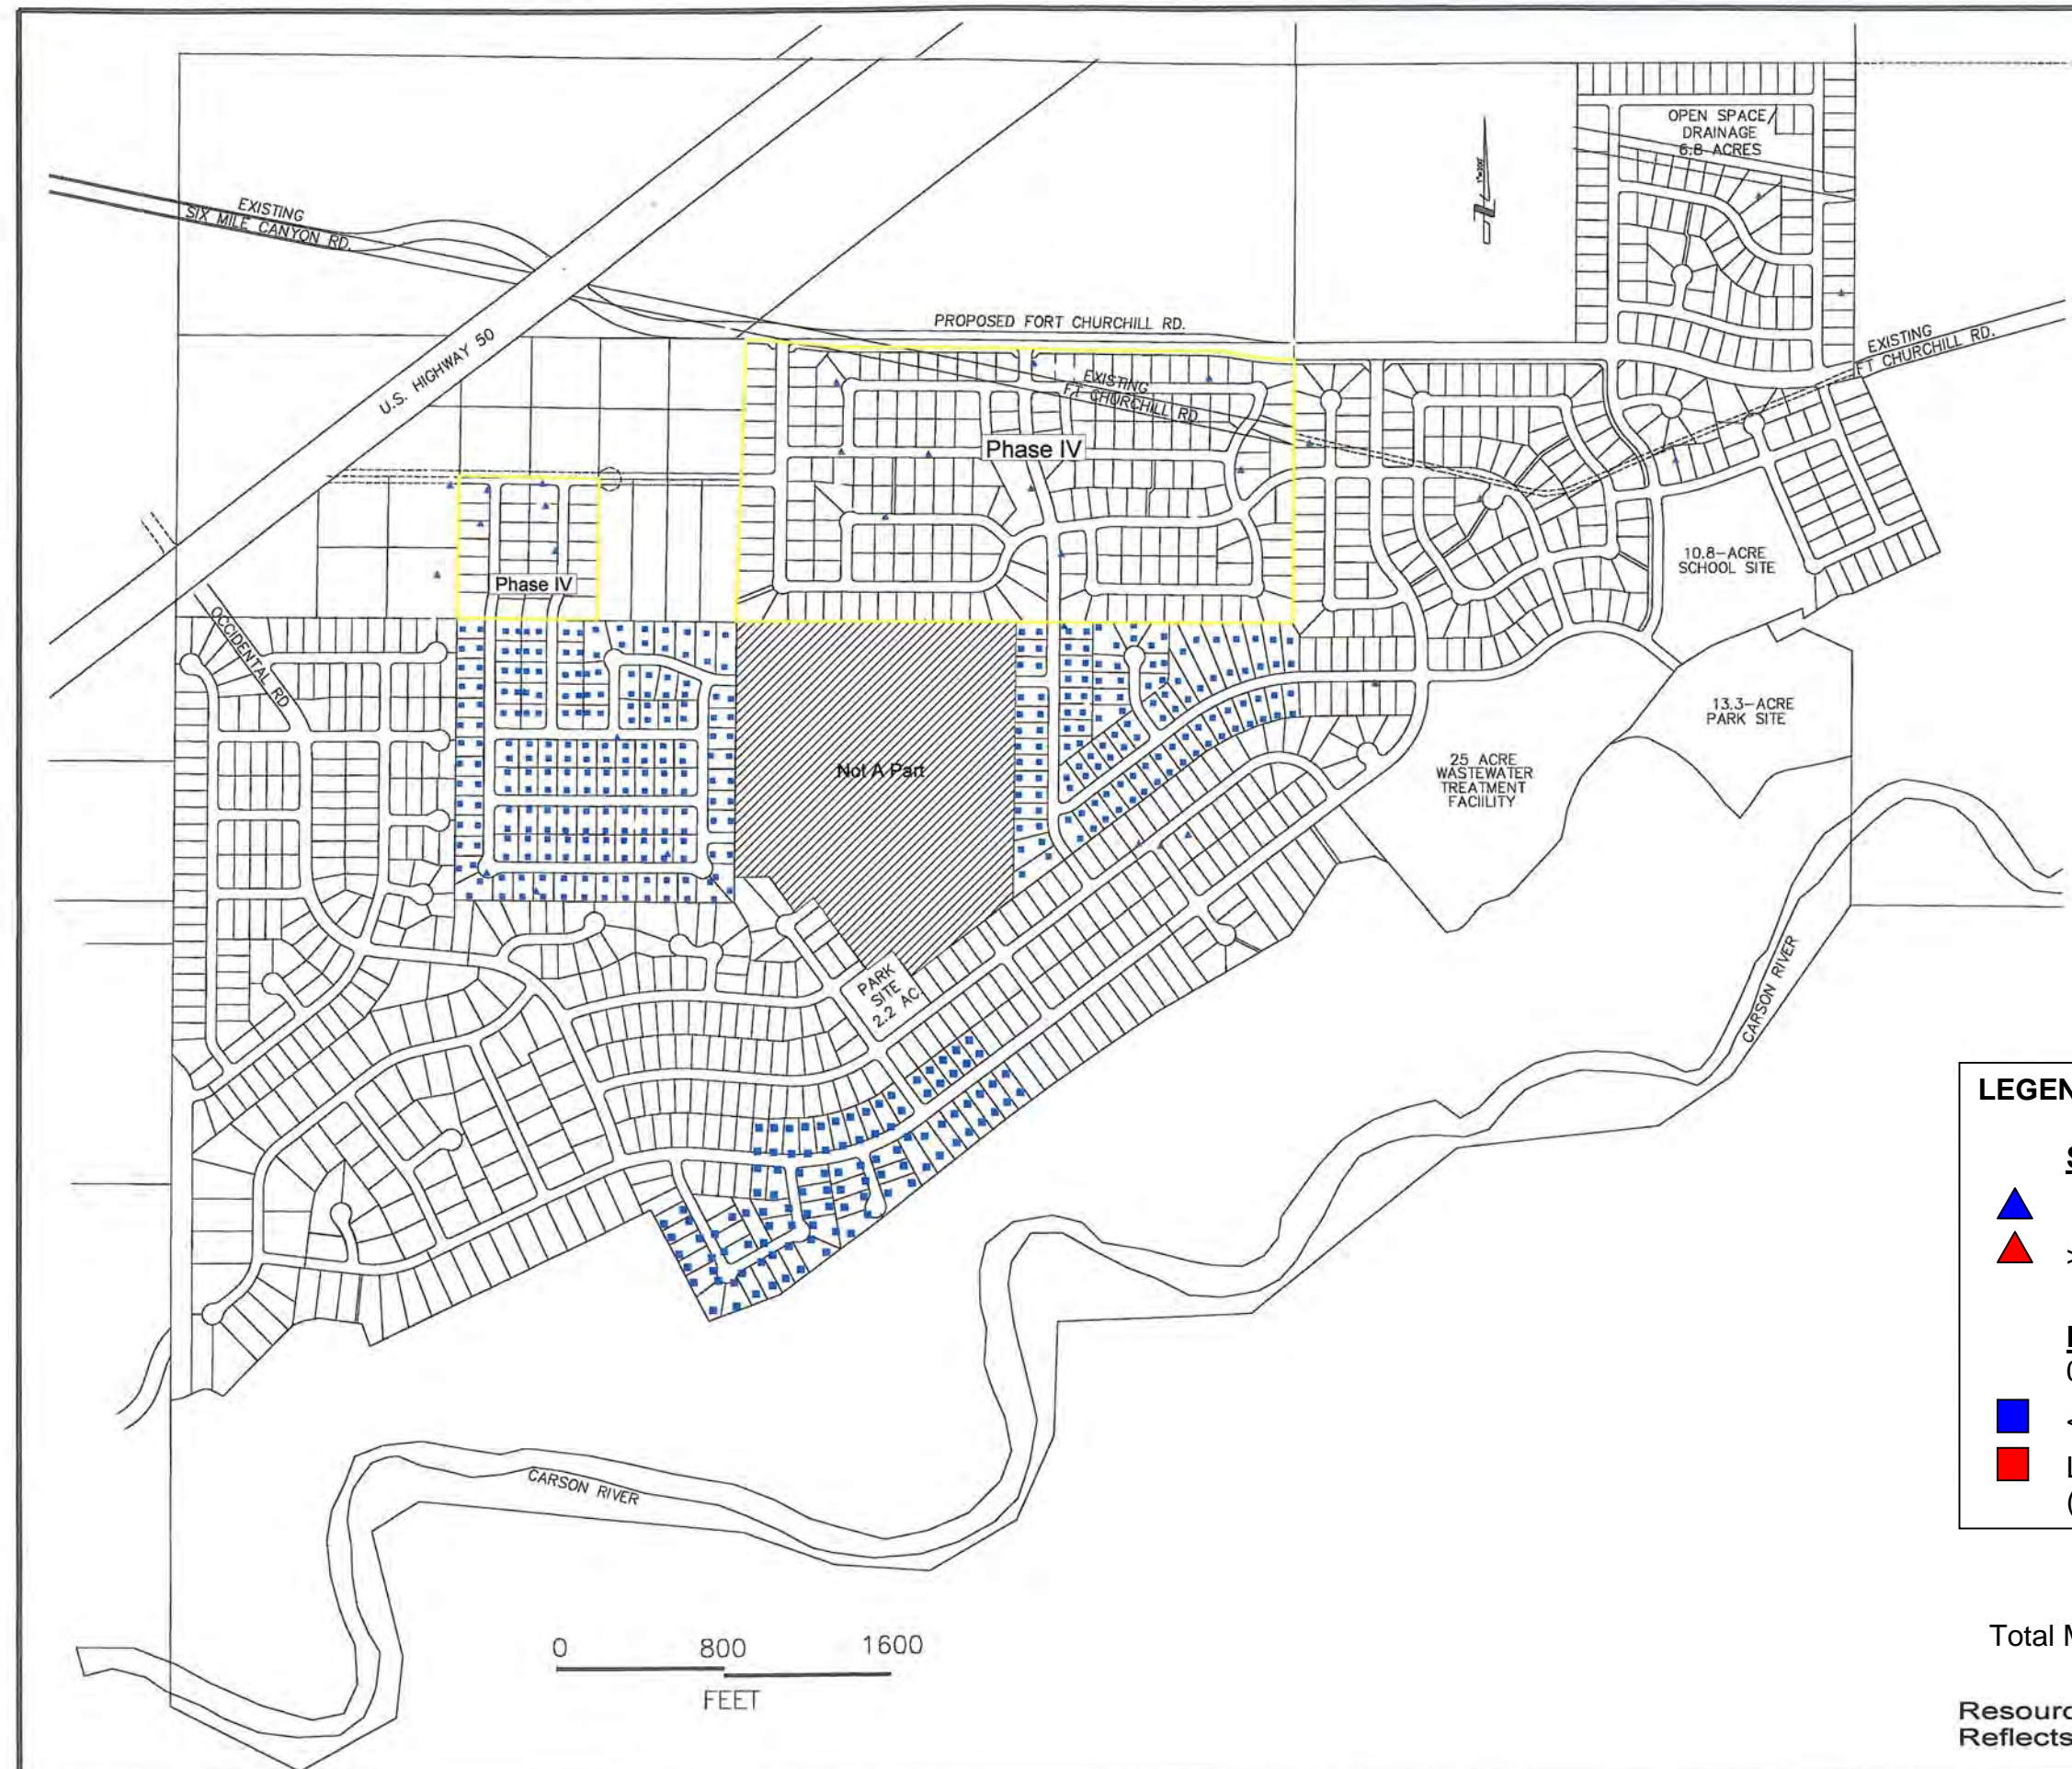 OPEN SPACE/
DRAINAGE
6.8 ACRES
EXISTING
SIX MILE CANYON RD.
U.S. HIGHWAY 50
PROPOSED FORT CHURCHILL RD.
EXISTING
FT CHURCHILL RD.
EXISTING
FT CHURCHILL RD
Phase IV
Phase IV
10.8-ACRE
SCHOOL SITE
OCCIDENTAL RD
13.3-ACRE
PARK SITE
Not A Part
25 ACRE
WASTEWATER
TREATMENT
FACILITY
PARK
SITE
2.2 AC.
CARSON RIVER
CARSON RIVER
LEGEN
>
<
(
0 800 1600
FEET
Total
Resourc
Reflects